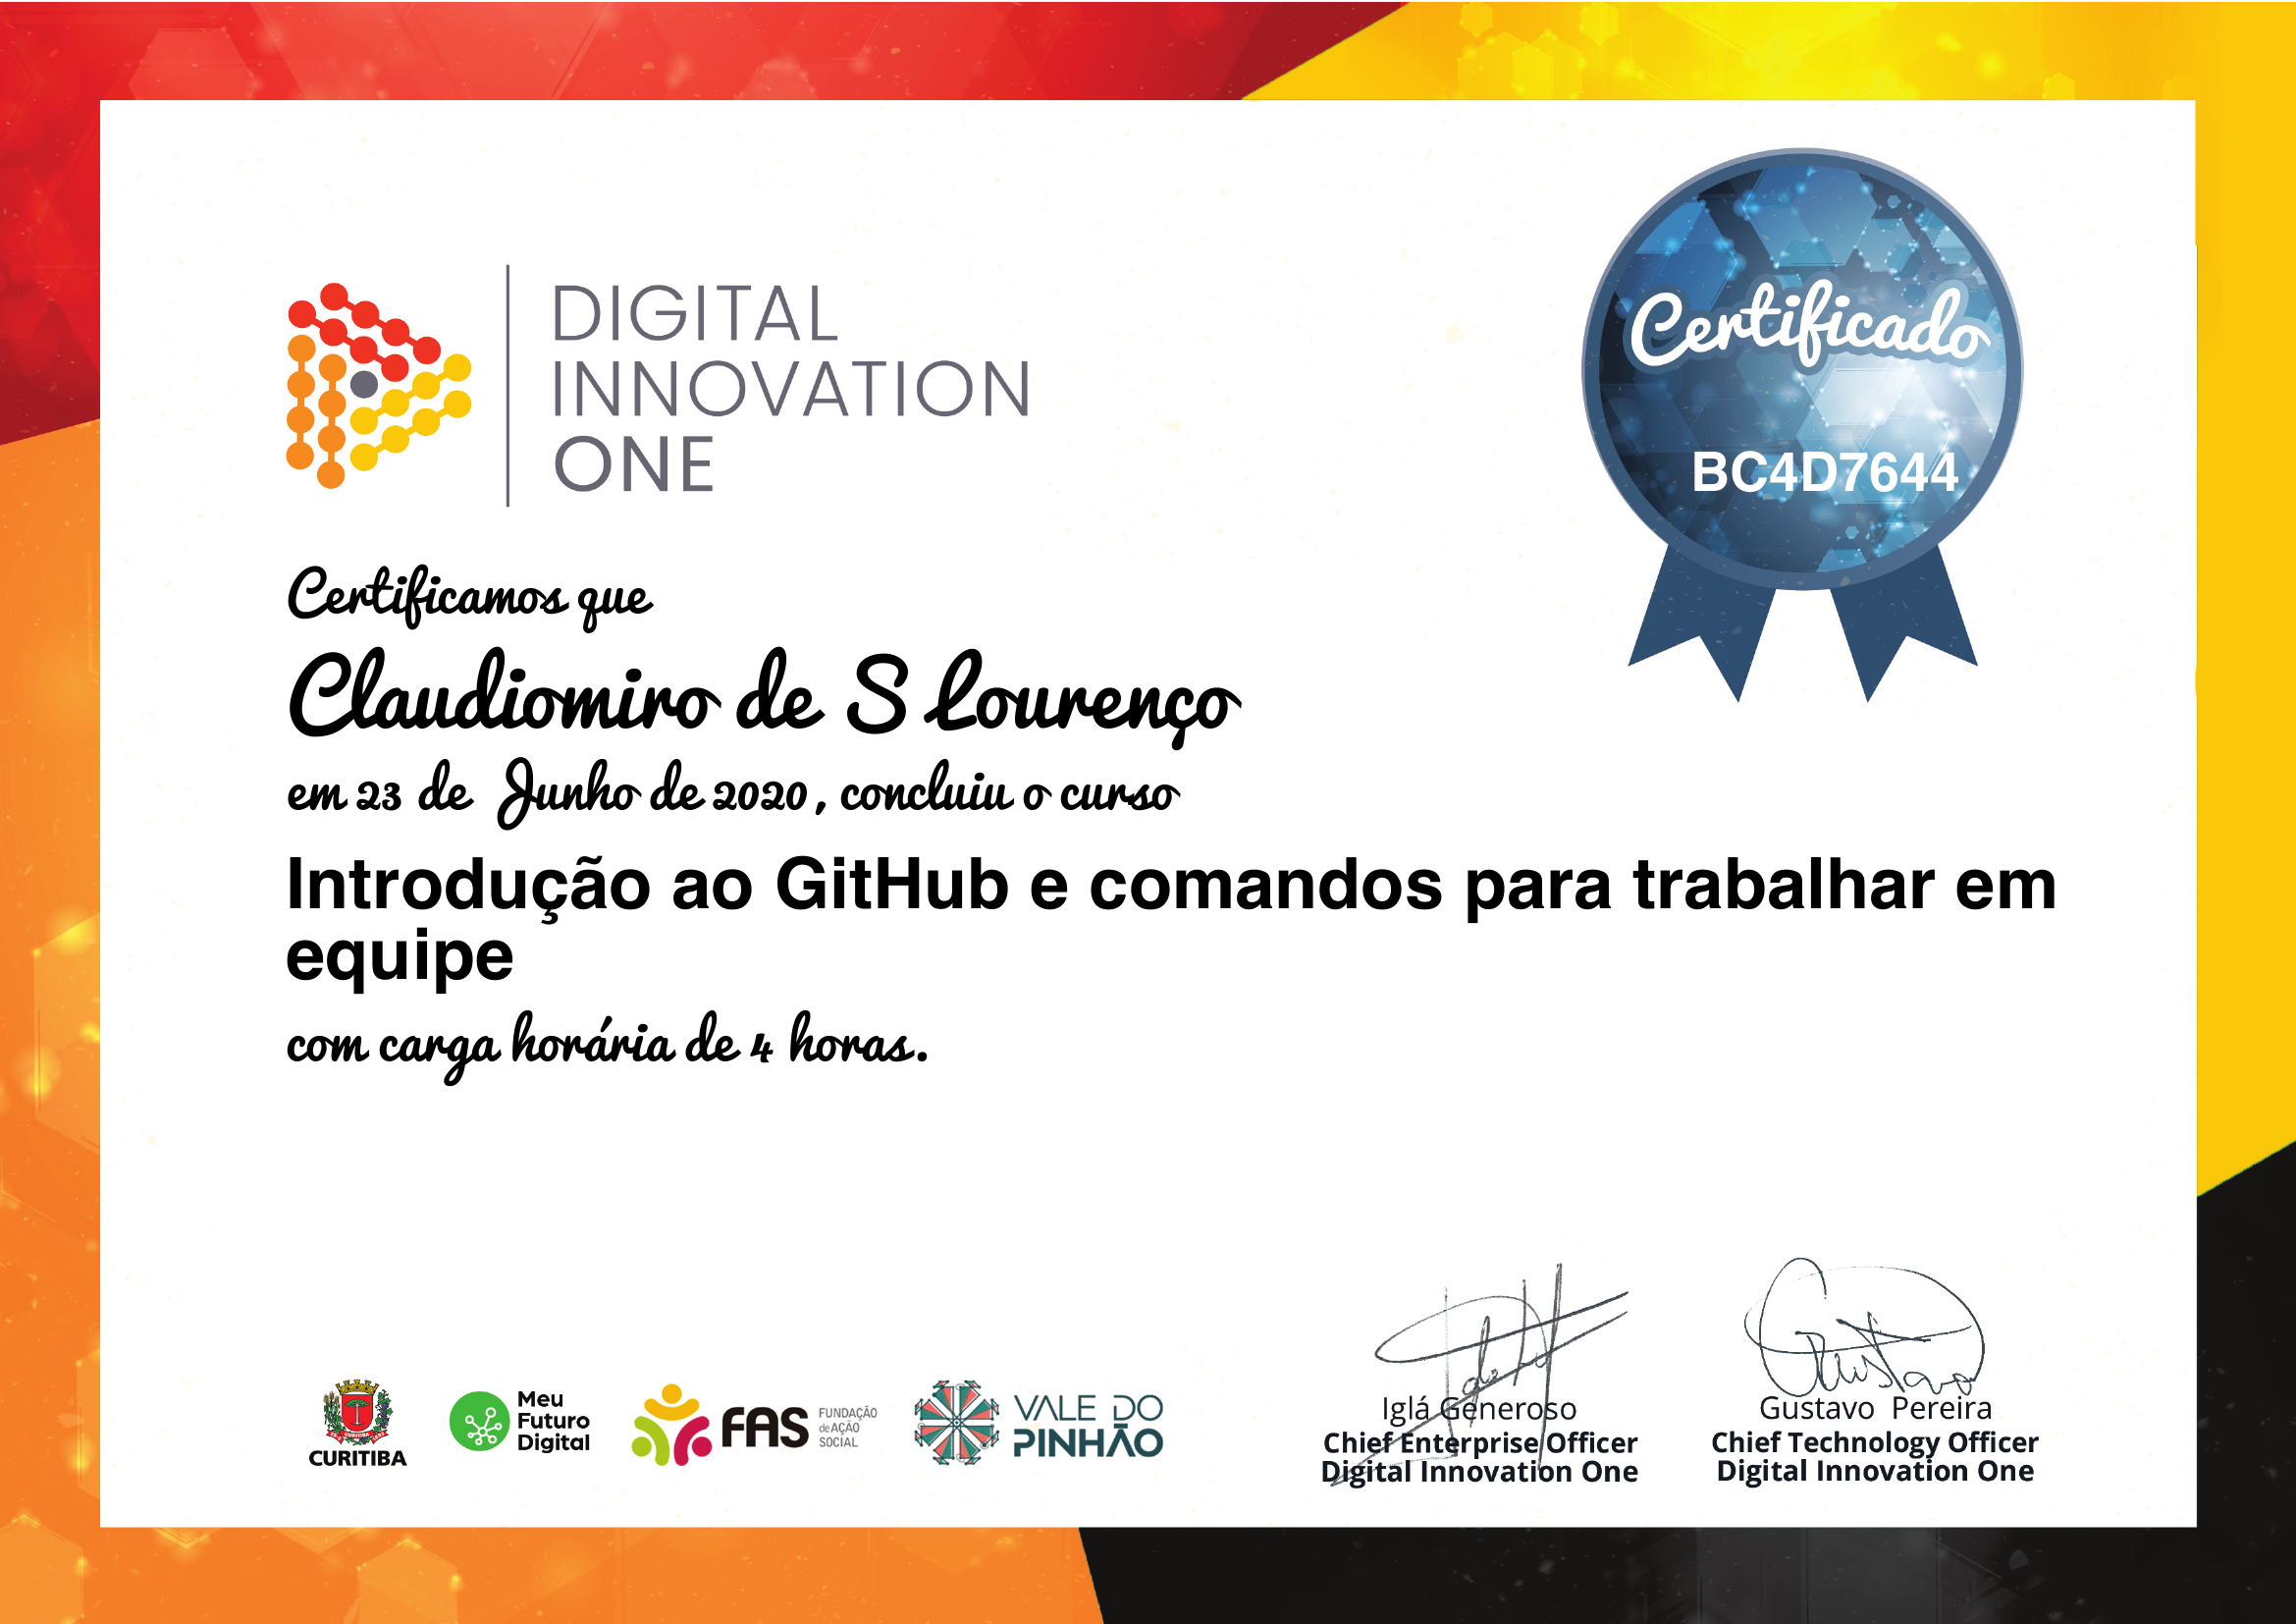 DIGITAL
INNOVATION
ONE
Certificado
BC4D7644
Certificamos que
Claudiomiro de S Lourenço
em 23 de Junho de 2020, concluiu o curso
Introdução ao GitHub e comandos para trabalhar em
equipe
com carga horária de 4 horas.
CURITIBA
Meu
Futuro
Digital
FAS
FUNDAÇÃO
de AÇÃO
SOCIAL
VALE DO
PINHÃO
Iglá Generoso
Chief Enterprise Officer
Digital Innovation One
Gustavo
Gustavo Pereira
Chief Technology Officer
Digital Innovation One